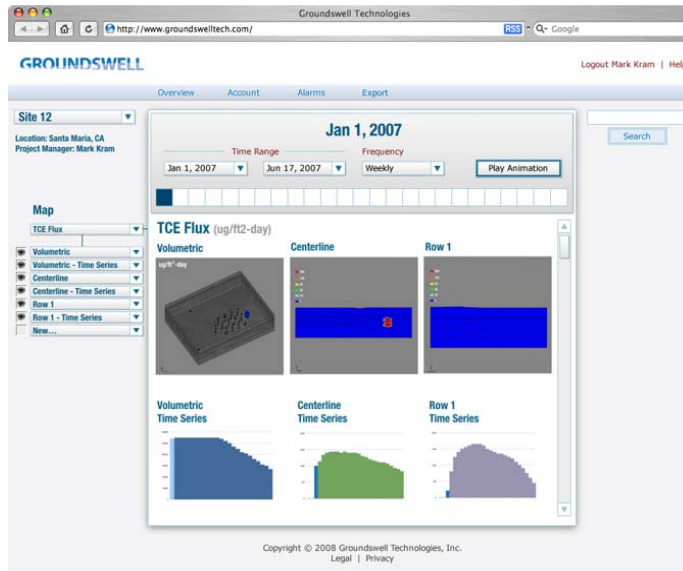 Groundswell Technologies
http://www.groundswelltech.com/
RSS
Google
GROUNDSWELL
Logout Mark Kram | Hel
Overview Account Alarms Export
Site 12
Location: Santa Maria, CA
Project Manager: Mark Kram
Search
Jan 1, 2007
Time Range Frequency
Jan 1, 2007 Jun 17, 2007 Weekly Play Animation
Map
TCE Flux
Volumetric
Volumetric - Time Series
Centerline
Centerline - Time Series
Row 1
Row 1 - Time Series
New...
TCE Flux (ug/ft2-day)
Volumetric Centerline Row 1
ug/ft²-day
Volumetric
Time Series
Centerline
Time Series
Row 1
Time Series
Copyright © 2008 Groundswell Technologies, Inc.
Legal | Privacy